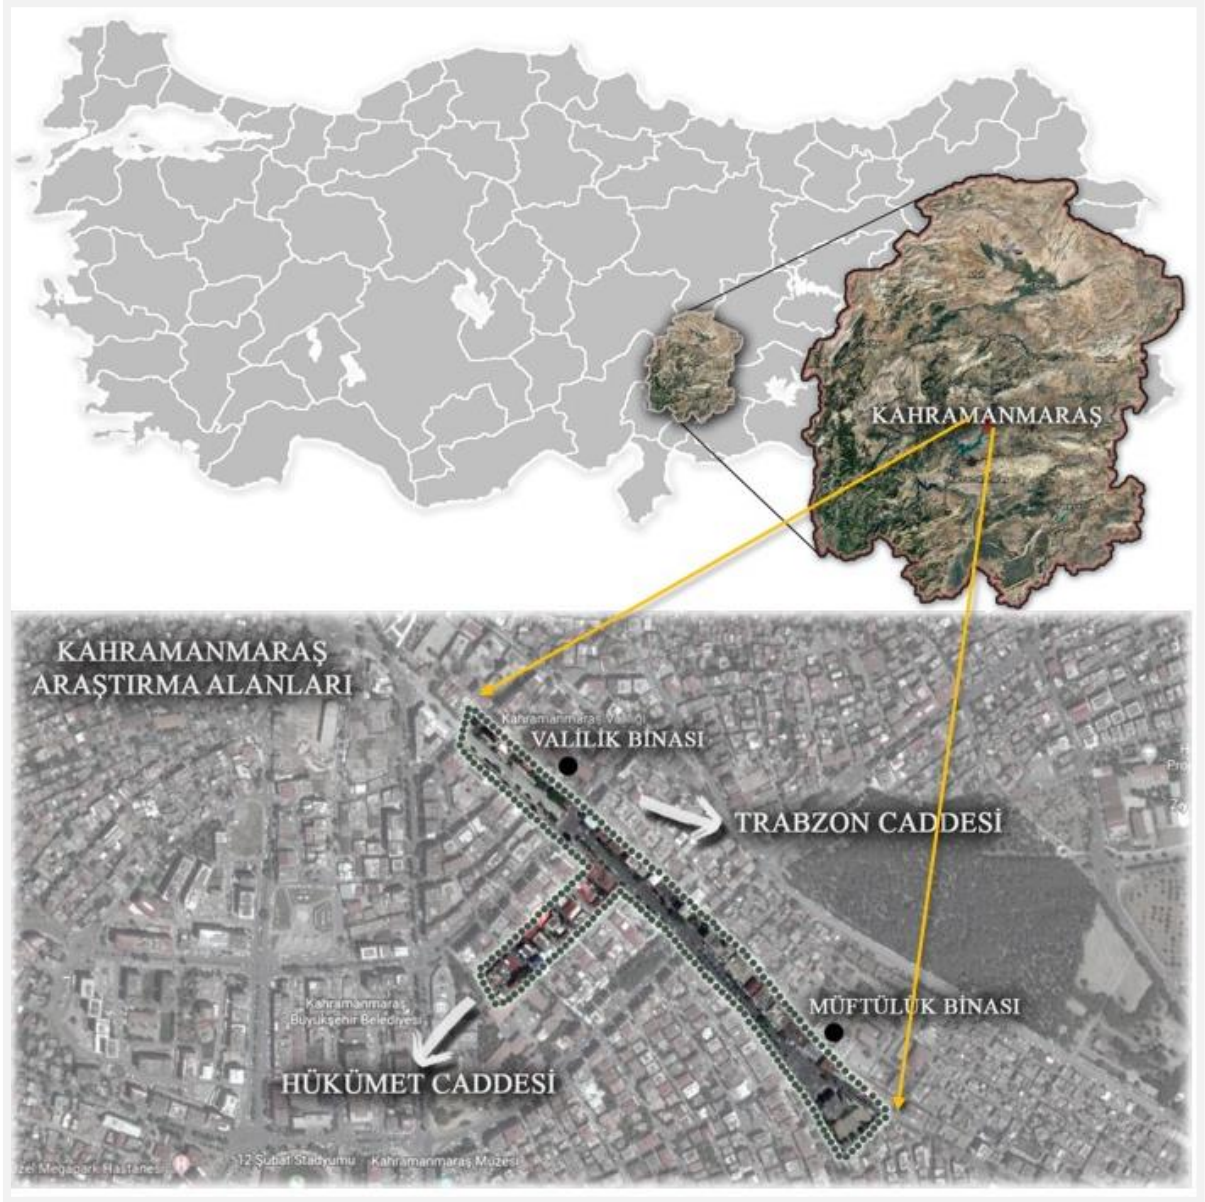 KAHRAMANMARAŞ
KAHRAMANMARAŞ
ARAŞTIRMA ALANLARI
Kahramanmaraş Valiliği
VALİLİK BİNASI
TRABZON CADDESİ
MÜFTÜLÜK BİNASI
Kahramanmaraş
Büyükşehir Belediyesi
HÜKÜMET CADDESİ
12 Şubat Stadyumu
Kahramanmaraş Müzesi
zel Megapark Hastanesi
H